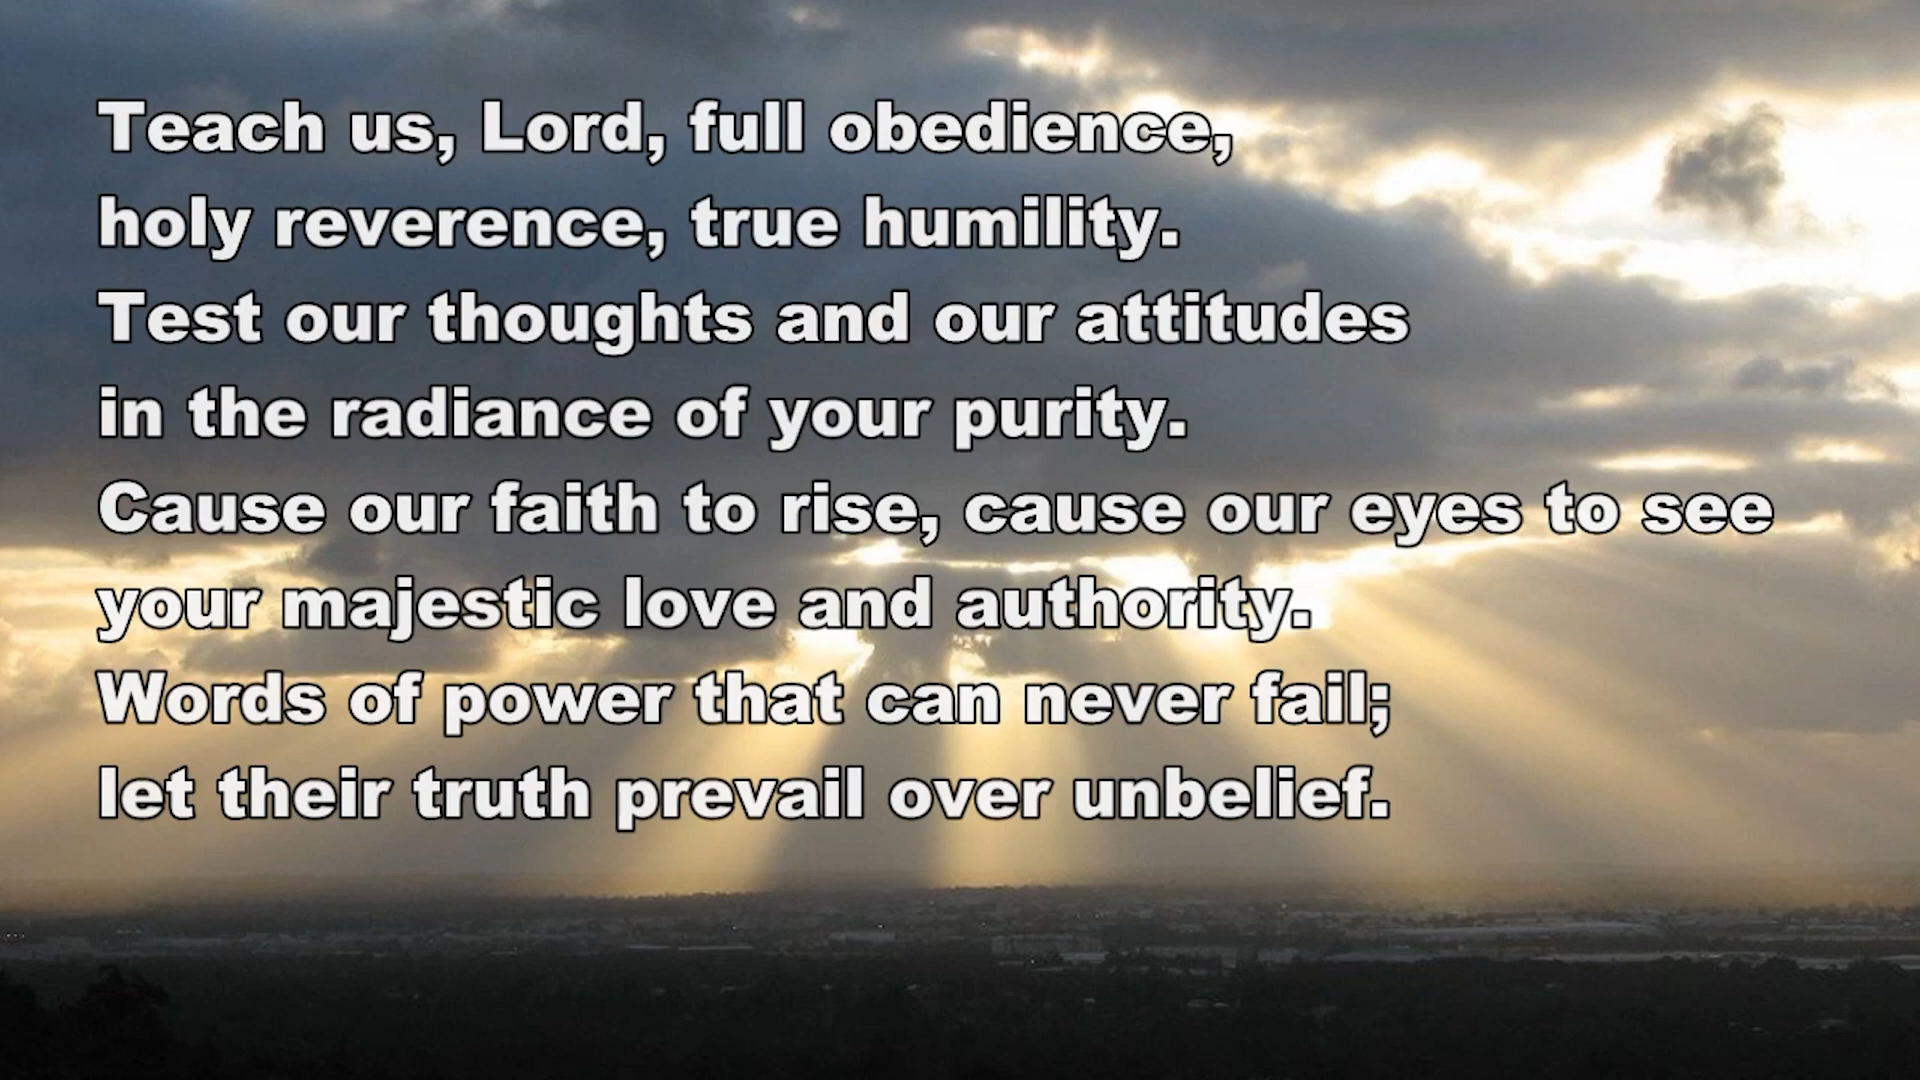 Teach us, Lord, full obedience,
holy reverence, true humility.
Test our thoughts and our attitudes
in the radiance of your purity.
Cause our faith to rise, cause our eyes to see
your majestic love and authority.
Words of power that can never fail;
let their truth prevail over unbelief.